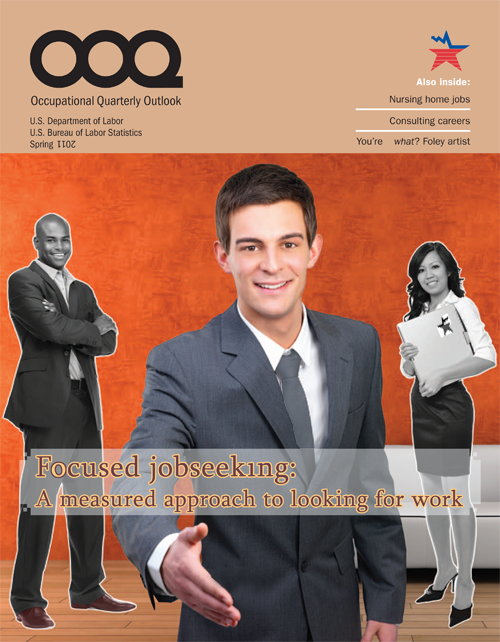 OOQ
Occupational Quarterly Outlook
U.S. Department of Labor
U.S. Bureau of Labor Statistics
Spring 2011
Also inside:
Nursing home jobs
Consulting careers
You're what? Foley artist
Focused jobseekıng:
A measured approach to looking for work